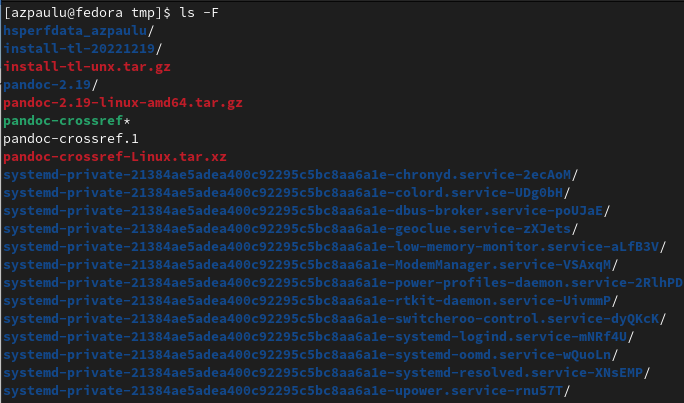 [azpaulu@fedora tmp]$ ls -F
hsperfdata_azpaulu/
install-tl-20221219/
install-tl-unx.tar.gz
pandoc-2.19/
pandoc-2.19-linux-amd64.tar.gz
pandoc-crossref*
pandoc-crossref.1
pandoc-crossref-Linux.tar.xz
systemd-private-21384ae5adea400c92295c5bc8aa6a1e-chronyd.service-2ecAoM/
systemd-private-21384ae5adea400c92295c5bc8aa6a1e-colord.service-UDg0bH/
systemd-private-21384ae5adea400c92295c5bc8aa6a1e-dbus-broker.service-poUJaE/
systemd-private-21384ae5adea400c92295c5bc8aa6a1e-geoclue.service-zXJets/
systemd-private-21384ae5adea400c92295c5bc8aa6a1e-low-memory-monitor.service-aLfB3V/
systemd-private-21384ae5adea400c92295c5bc8aa6a1e-ModemManager.service-VSAxqM/
systemd-private-21384ae5adea400c92295c5bc8aa6a1e-power-profiles-daemon.service-2RlhPD
systemd-private-21384ae5adea400c92295c5bc8aa6a1e-rtkit-daemon.service-UivmmP/
systemd-private-21384ae5adea400c92295c5bc8aa6a1e-switcheroo-control.service-dyQKcK/
systemd-private-21384ae5adea400c92295c5bc8aa6a1e-systemd-logind.service-mNRf4U/
systemd-private-21384ae5adea400c92295c5bc8aa6a1e-systemd-oomd.service-wQuoLn/
systemd-private-21384ae5adea400c92295c5bc8aa6a1e-systemd-resolved.service-XNsEMP/
systemd-private-21384ae5adea400c92295c5bc8aa6a1e-upower.service-rnu57T/